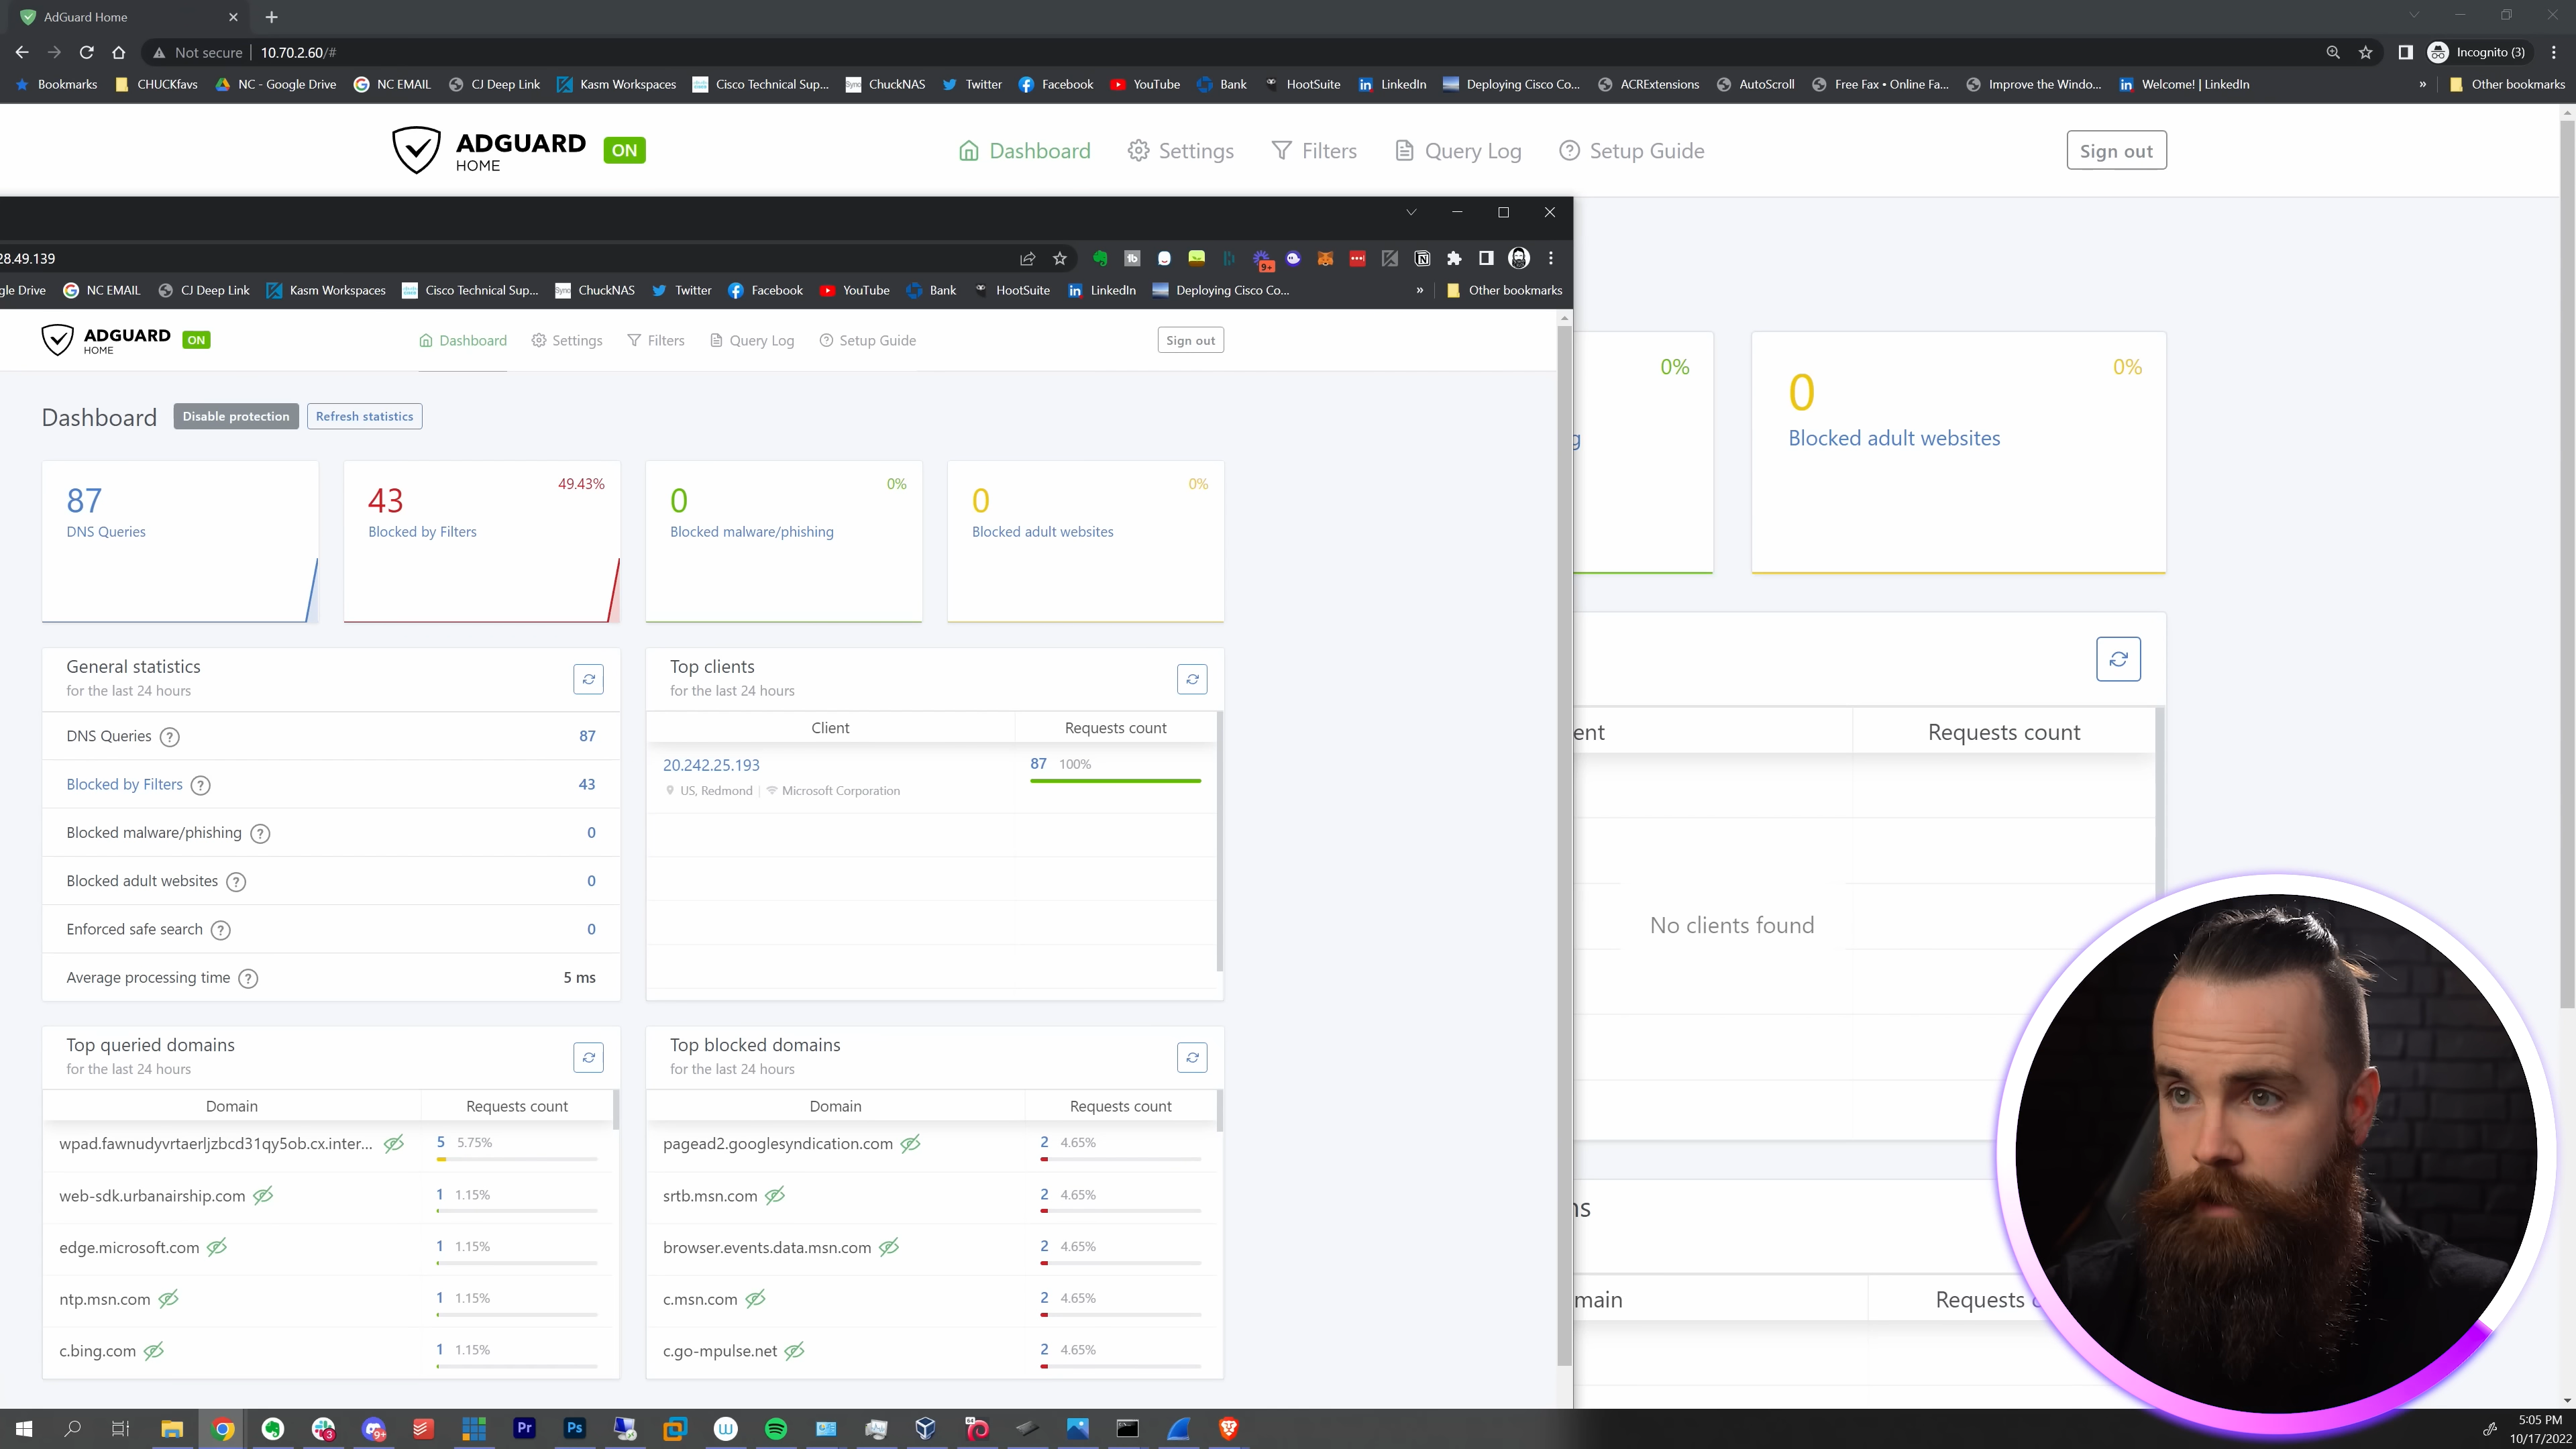 AdGuard Home
Not secure 10.70.2.60/#
Incognito (3)
Bookmarks CHUCKfavs NC - Google Drive NC EMAIL CJ Deep Link Kasm Workspaces Cisco Technical Sup... ChuckNAS Twitter Facebook YouTube Bank HootSuite LinkedIn Deploying Cisco Co... ACRExtensions AutoScroll Free Fax • Online Fa... Improve the Windo... Welcome! | LinkedIn » Other bookmarks
ADGUARD
HOME
ON
Dashboard Settings Filters Query Log Setup Guide Sign out
28.49.139
9+
gle Drive NC EMAIL CJ Deep Link Kasm Workspaces Cisco Technical Sup... ChuckNAS Twitter Facebook YouTube Bank HootSuite LinkedIn Deploying Cisco Co... » Other bookmarks
ADGUARD
HOME
ON
Dashboard Settings Filters Query Log Setup Guide Sign out
Dashboard Disable protection Refresh statistics
87
DNS Queries
43 49.43%
Blocked by Filters
0 0%
Blocked malware/phishing
0 0%
Blocked adult websites
0%
g
0 0%
Blocked adult websites
General statistics
for the last 24 hours
DNS Queries ? 87
Blocked by Filters ? 43
Blocked malware/phishing ? 0
Blocked adult websites ? 0
Enforced safe search ? 0
Average processing time ? 5 ms
Top clients
for the last 24 hours
Client Requests count
20.242.25.193 87 100%
US, Redmond | Microsoft Corporation
ent Requests count
No clients found
Top queried domains
for the last 24 hours
Domain Requests count
wpad.fawnudyvrtaerljzbcd31qy5ob.cx.inter... 5 5.75%
web-sdk.urbanairship.com 1 1.15%
edge.microsoft.com 1 1.15%
ntp.msn.com 1 1.15%
c.bing.com 1 1.15%
Top blocked domains
for the last 24 hours
Domain Requests count
pagead2.googlesyndication.com 2 4.65%
srtb.msn.com 2 4.65%
browser.events.data.msn.com 2 4.65%
c.msn.com 2 4.65%
c.go-mpulse.net 2 4.65%
ns
main Requests c
3 9+ Pr Ps
5:05 PM
10/17/2022